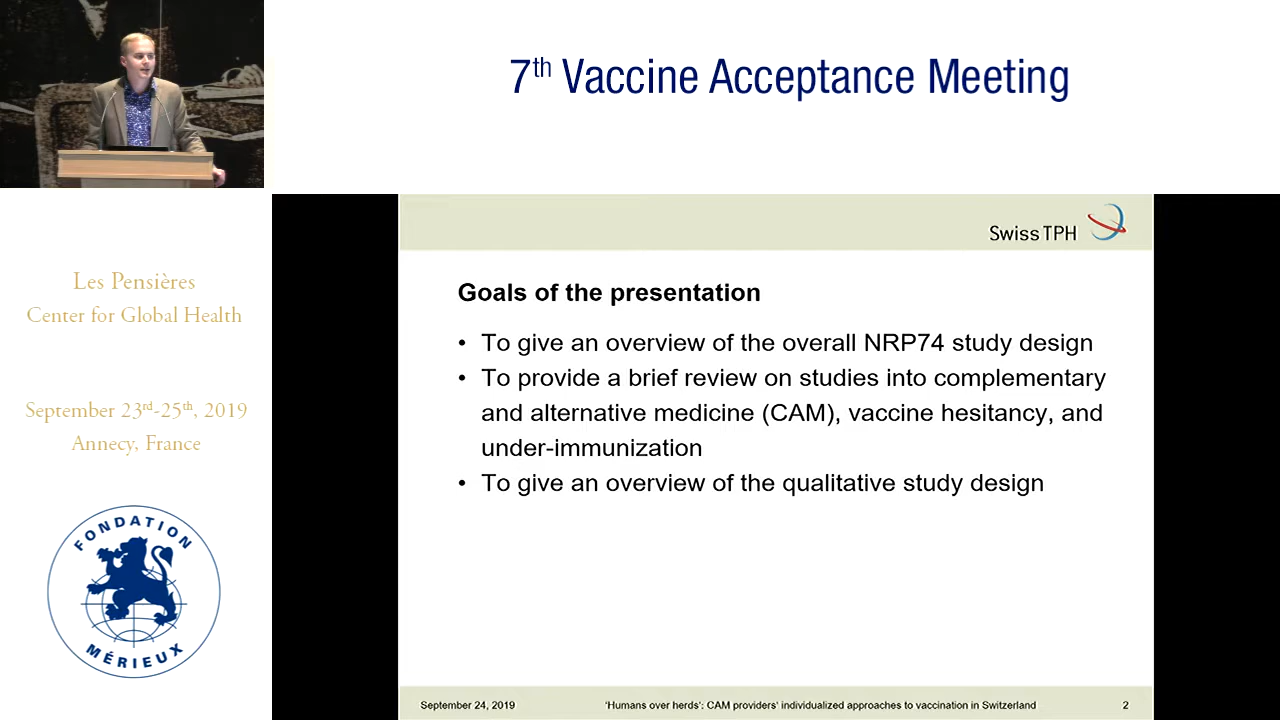 7th Vaccine Acceptance Meeting
Les Pensières
Center for Global Health
September 23rd-25th, 2019
Annecy, France
FONDATION
MÉRIEUX
Swiss TPH
Goals of the presentation
• To give an overview of the overall NRP74 study design
• To provide a brief review on studies into complementary
and alternative medicine (CAM), vaccine hesitancy, and
under-immunization
• To give an overview of the qualitative study design
September 24, 2019
‘Humans over herds’: CAM providers’ individualized approaches to vaccination in Switzerland
2